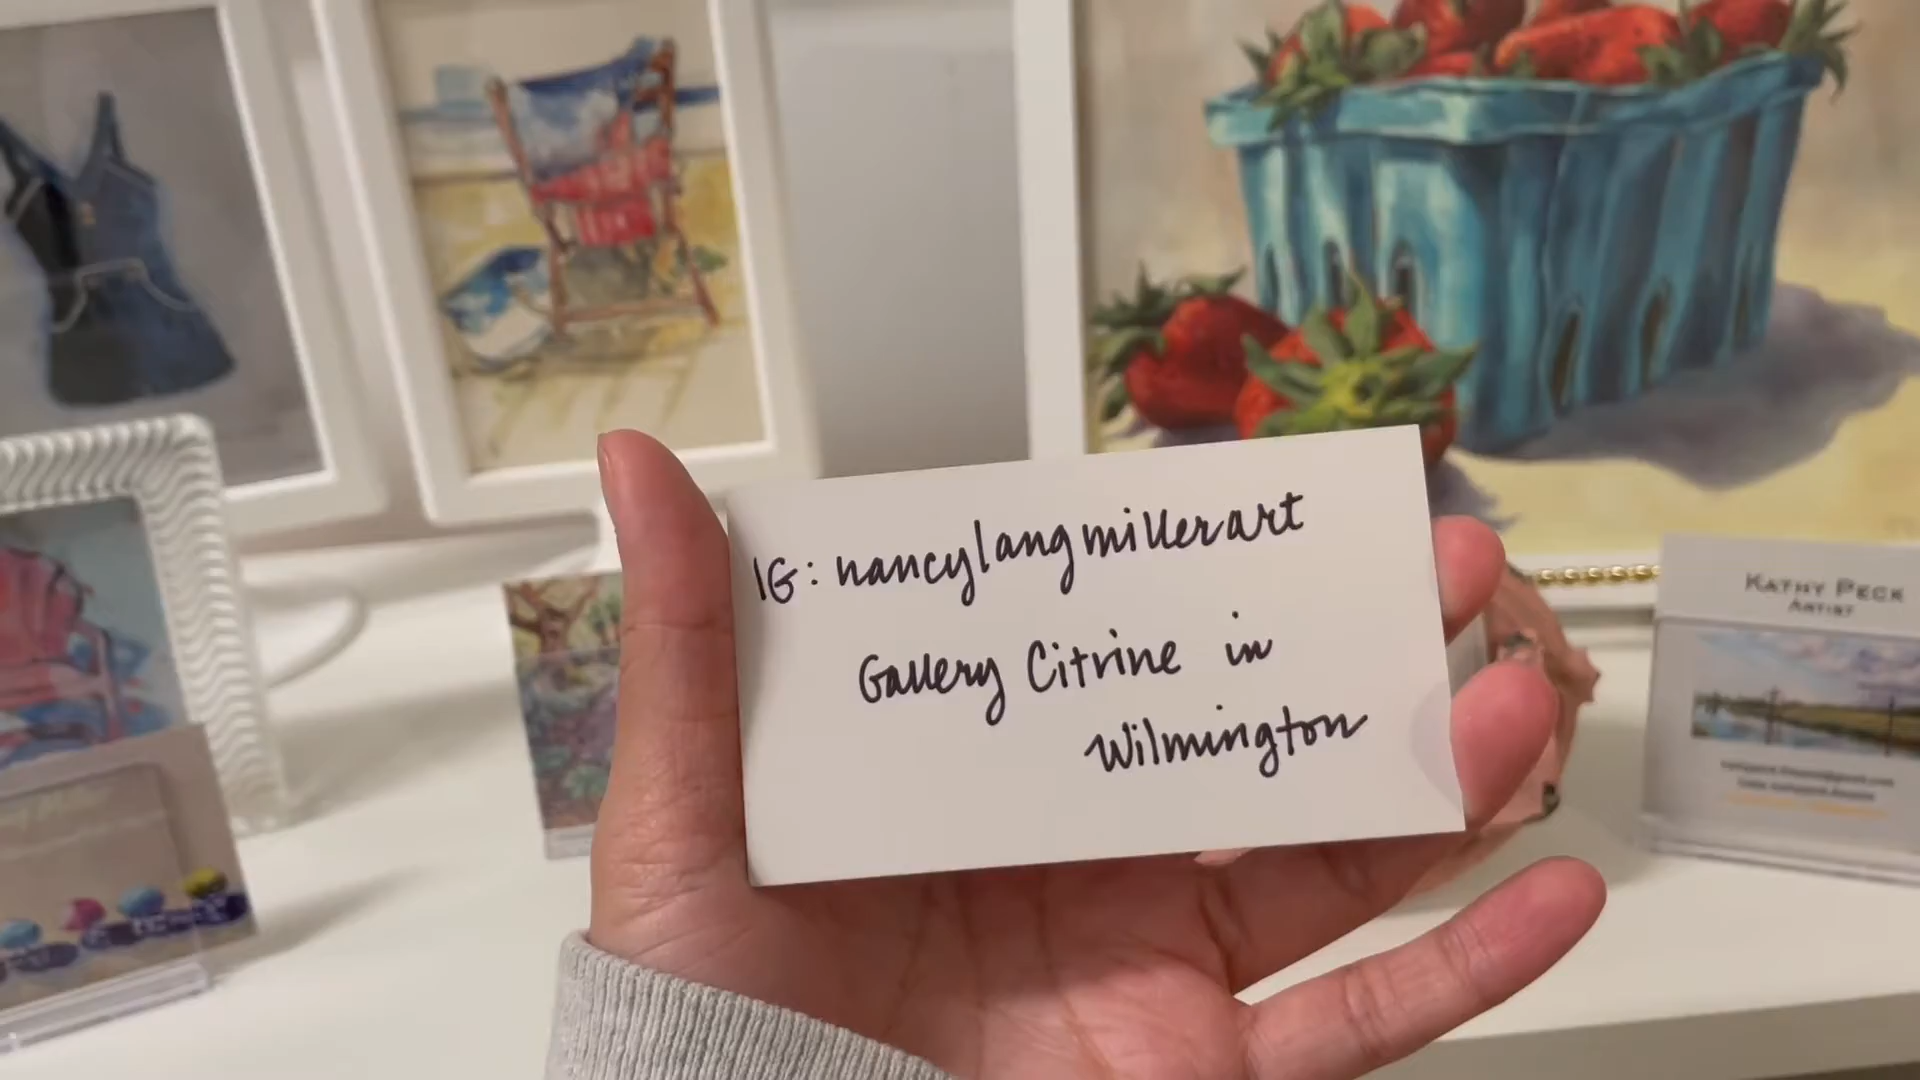 IG: nancylangmillerart
Gallery Citrine in
Wilmington
KATHY PECK
ARTIST